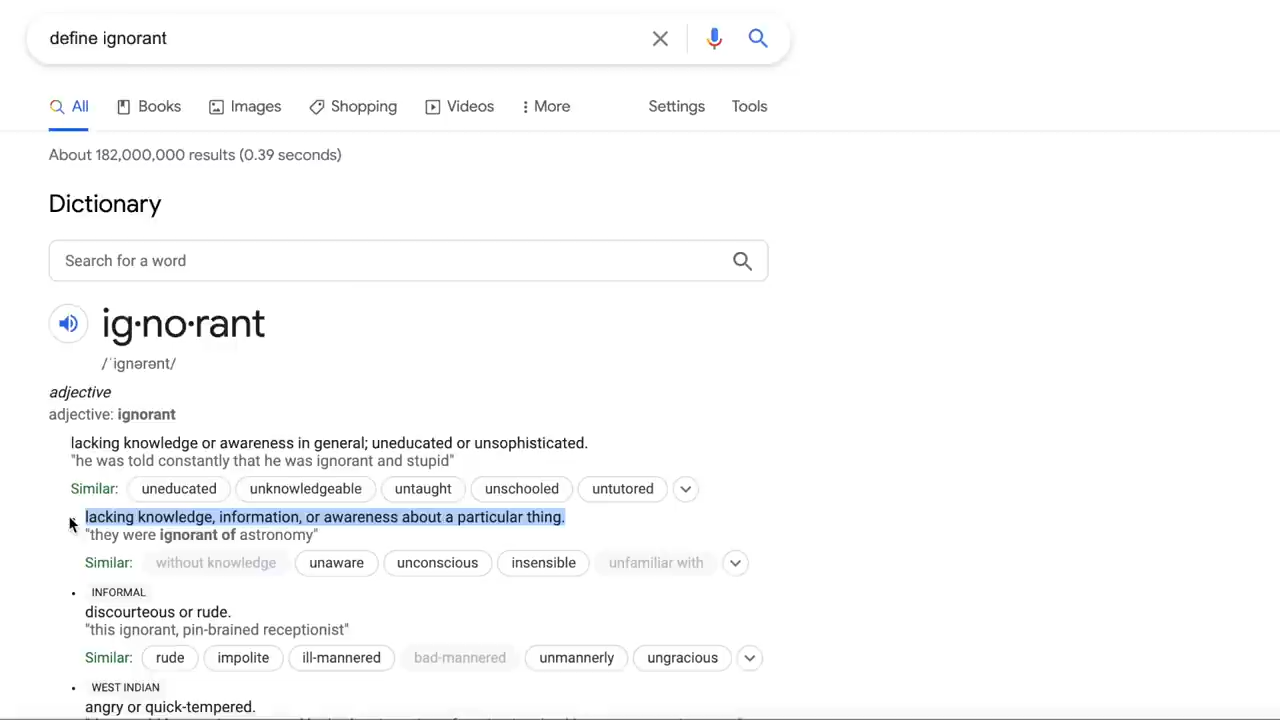 define ignorant
All Books Images Shopping Videos More Settings Tools
About 182,000,000 results (0.39 seconds)
Dictionary
Search for a word
ig·no·rant
/ˈignərənt/
adjective
adjective: ignorant
lacking knowledge or awareness in general; uneducated or unsophisticated.
"he was told constantly that he was ignorant and stupid"
Similar: uneducated unknowledgeable untaught unschooled untutored
lacking knowledge, information, or awareness about a particular thing.
"they were ignorant of astronomy"
Similar: without knowledge unaware unconscious insensible unfamiliar with
• INFORMAL
discourteous or rude.
"this ignorant, pin-brained receptionist"
Similar: rude impolite ill-mannered bad-mannered unmannerly ungracious
• WEST INDIAN
angry or quick-tempered.